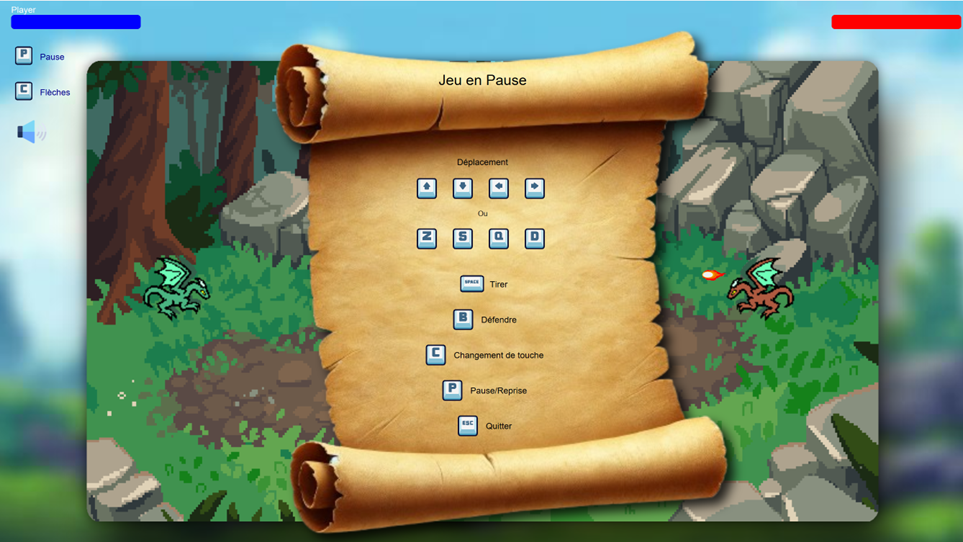 Player
P Pause
C Flèches
Jeu en Pause
Déplacement
Ou
Z S Q D
SPACE Tirer
B Défendre
C Changement de touche
P Pause/Reprise
ESC Quitter